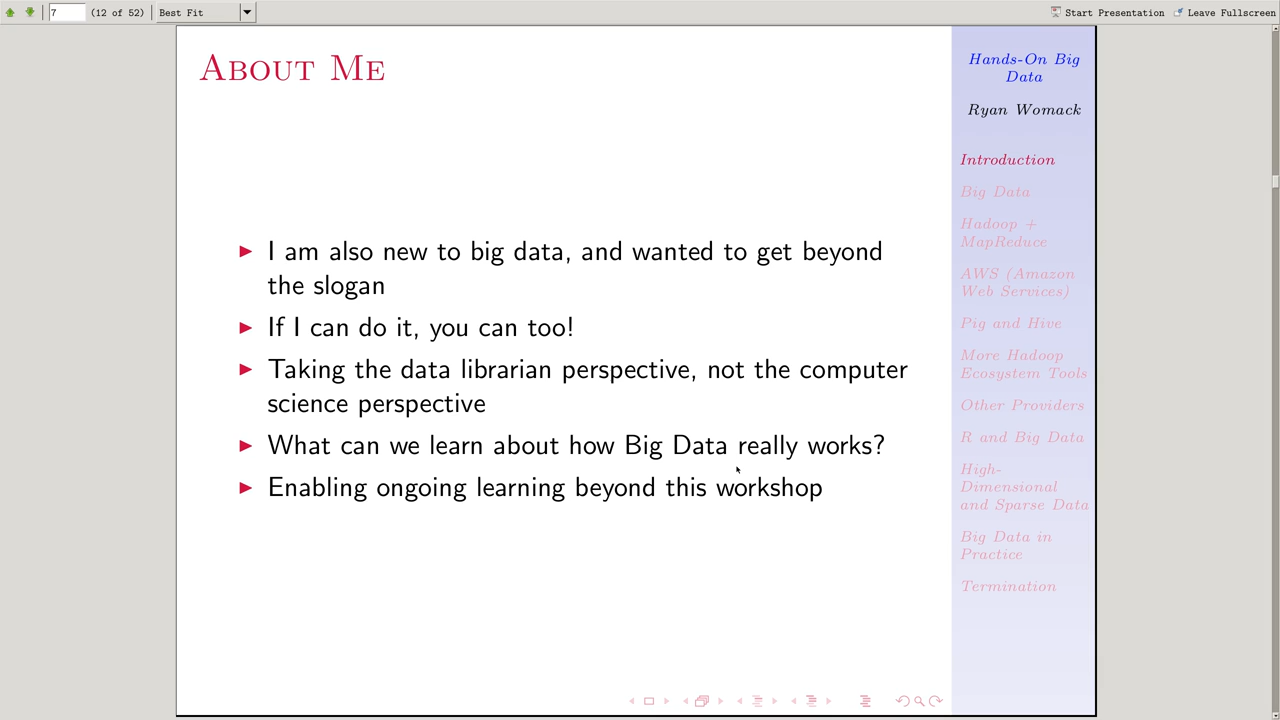 7
(12 of 52)
Best Fit
Start Presentation
Leave Fullscreen
About Me
I am also new to big data, and wanted to get beyond
the slogan
If I can do it, you can too!
Taking the data librarian perspective, not the computer
science perspective
What can we learn about how Big Data really works?
Enabling ongoing learning beyond this workshop
Hands-On Big
Data
Ryan Womack
Introduction
Big Data
Hadoop +
MapReduce
AWS (Amazon
Web Services)
Pig and Hive
More Hadoop
Ecosystem Tools
Other Providers
R and Big Data
High-
Dimensional
and Sparse Data
Big Data in
Practice
Termination